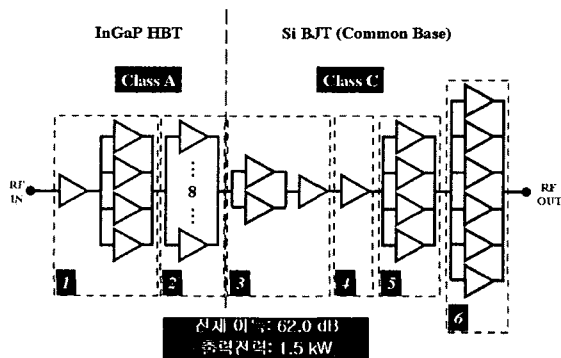 InGaP HBT
Si BJT (Common Base)
Class A
Class C
RF IN
8
RF OUT
1
2
3
4
5
6
전체 이득: 62.0 dB
출력전력: 1.5 kW